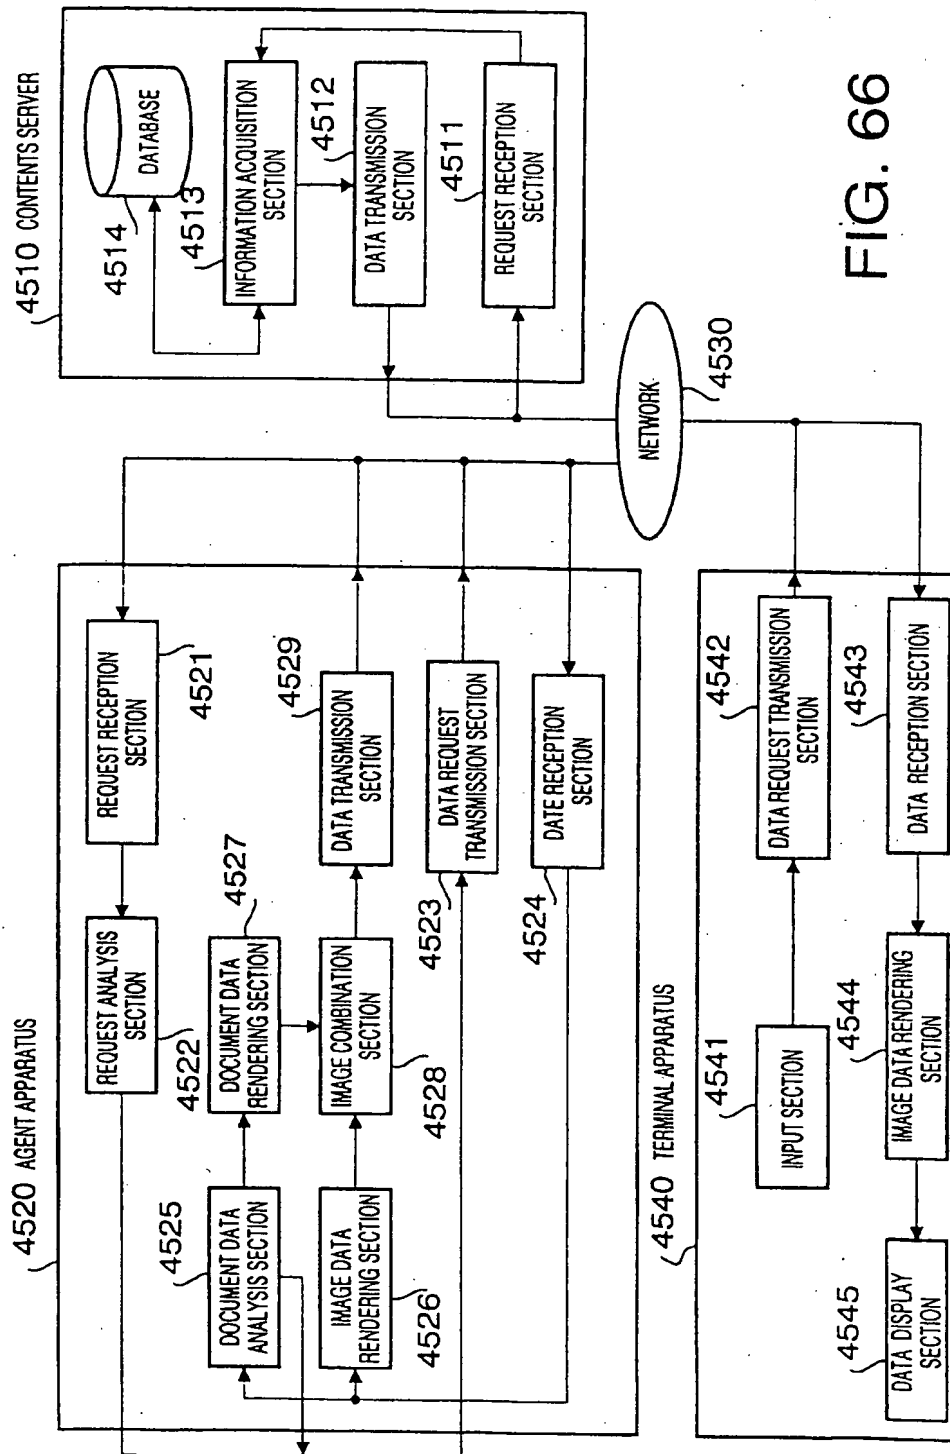 4520 AGENT APPARATUS
REQUEST ANALYSIS
SECTION
4522
REQUEST RECEPTION
SECTION
4521
4525
DOCUMENT DATA
ANALYSIS SECTION
4527
DOCUMENT DATA
RENDERING SECTION
IMAGE DATA
RENDERING SECTION
4526
IMAGE COMBINATION
SECTION
4528
4529
DATA TRANSMISSION
SECTION
DATA REQUEST
TRANSMISSION SECTION
4523
DATE RECEPTION
SECTION
4524
4510 CONTENTS SERVER
DATABASE
4514
4513
INFORMATION ACQUISITION
SECTION
4512
DATA TRANSMISSION
SECTION
4511
REQUEST RECEPTION
SECTION
NETWORK
4530
4540 TERMINAL APPARATUS
4541
INPUT SECTION
4542
DATA REQUEST TRANSMISSION
SECTION
4543
DATA RECEPTION SECTION
4544
IMAGE DATA RENDERING
SECTION
4545
DATA DISPLAY
SECTION
FIG. 66